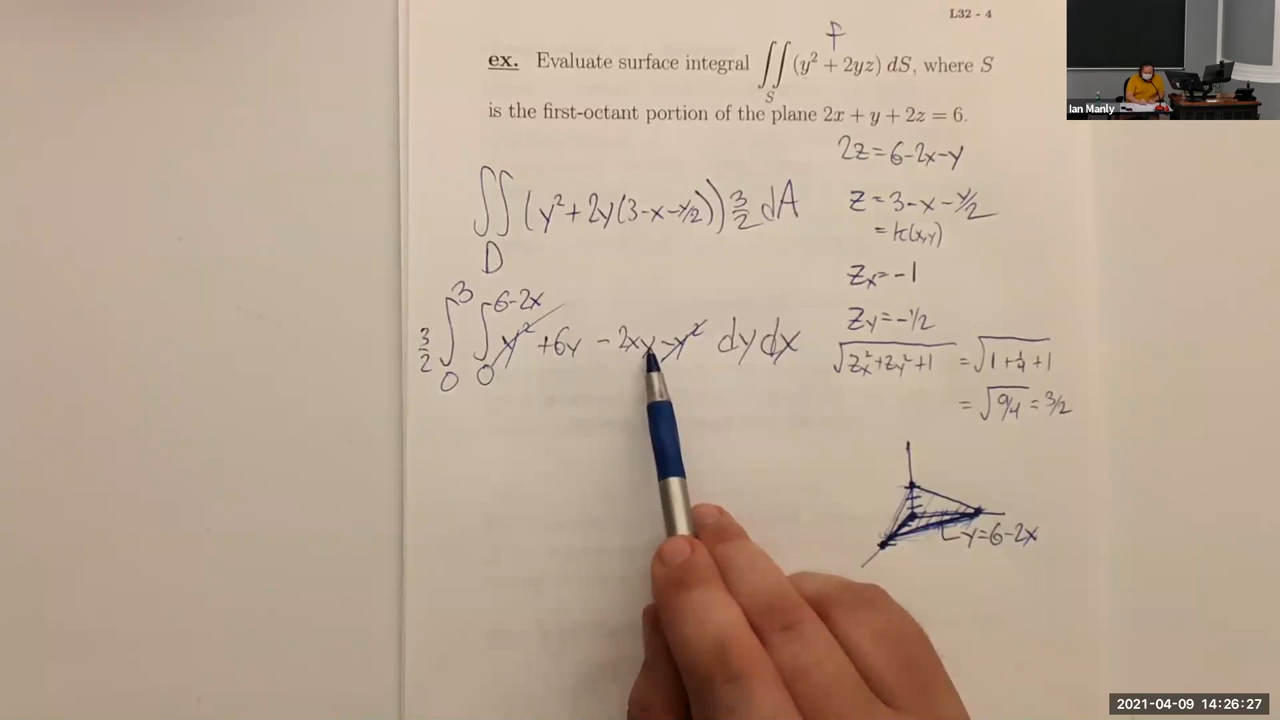 L32 - 4
f
ex. Evaluate surface integral ∬_S (y² + 2yz) dS, where S
is the first-octant portion of the plane 2x + y + 2z = 6.
2z=6-2x-y
∬_D (y²+2y(3-x-y/2)) 3/2 dA
z=3-x-y/2
=k(x,y)
z_x=-1
z_y=-1/2
3/2 ∫_0^3 ∫_0^{6-2x} y²+6y-2xy-y² dy dx
√(z_x²+z_y²+1) =√(1+1/4+1)
=√(9/4)=3/2
y=6-2x
Ian Manly
2021-04-09 14:26:27